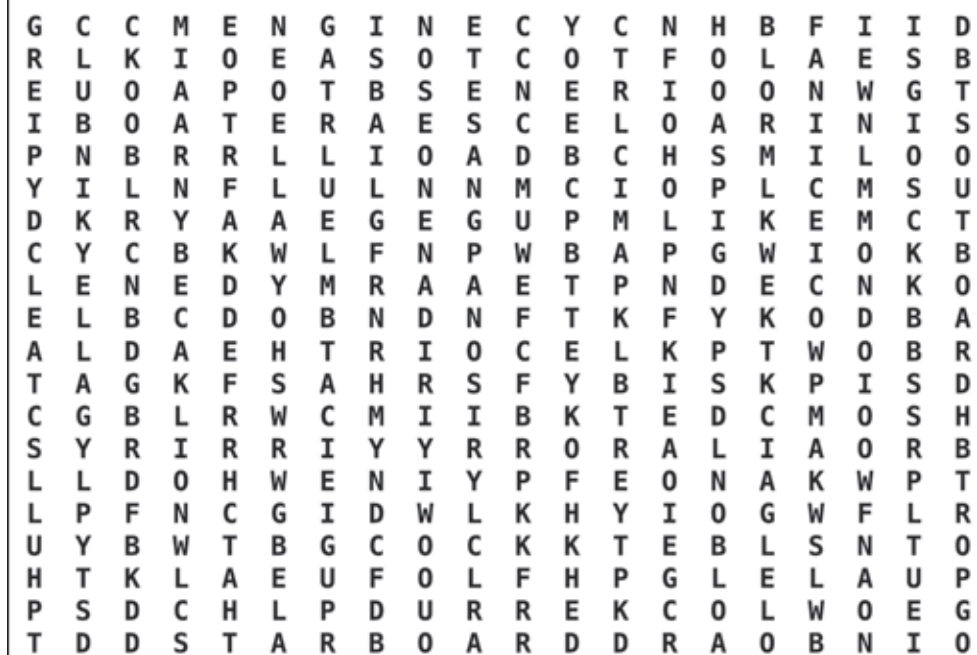 G C C M E N G I N E C Y C N H B F I I D
R L K I O E A S O T C O T F O L A E S B
E U O A P O T B S E N E R I O O N W G T
I B O A T E R A E S C E L O A R I N I S
P N B R R L L I O A D B C H S M I L O O
Y I L N F L U L N N M C I O P L C M S U
D K R Y A A E G E G U P M L I K E M C T
C Y C B K W L F N P W B A P G W I O K B
L E N E D Y M R A A E T P N D E C N K O
E L B C D O B N D N F T K F Y K O D B A
A L D A E H T R I O C E L K P T W O B R
T A G K F S A H R S F Y B I S K P I S D
C G B L R W C M I I B K T E D C M O S H
S Y R I R R I Y Y R R O R A L I A O R B
L L D O H W E N I Y P F E O N A K W P T
L P F N C G I D W L K H Y I O G W F L R
U Y B W T B G C O C K K T E B L S N T O
H T K L A E U F O L F H P G L E L A U P
P S D C H L P D U R R E K C O L W O E G
T D D S T A R B O A R D D R A O B N I O